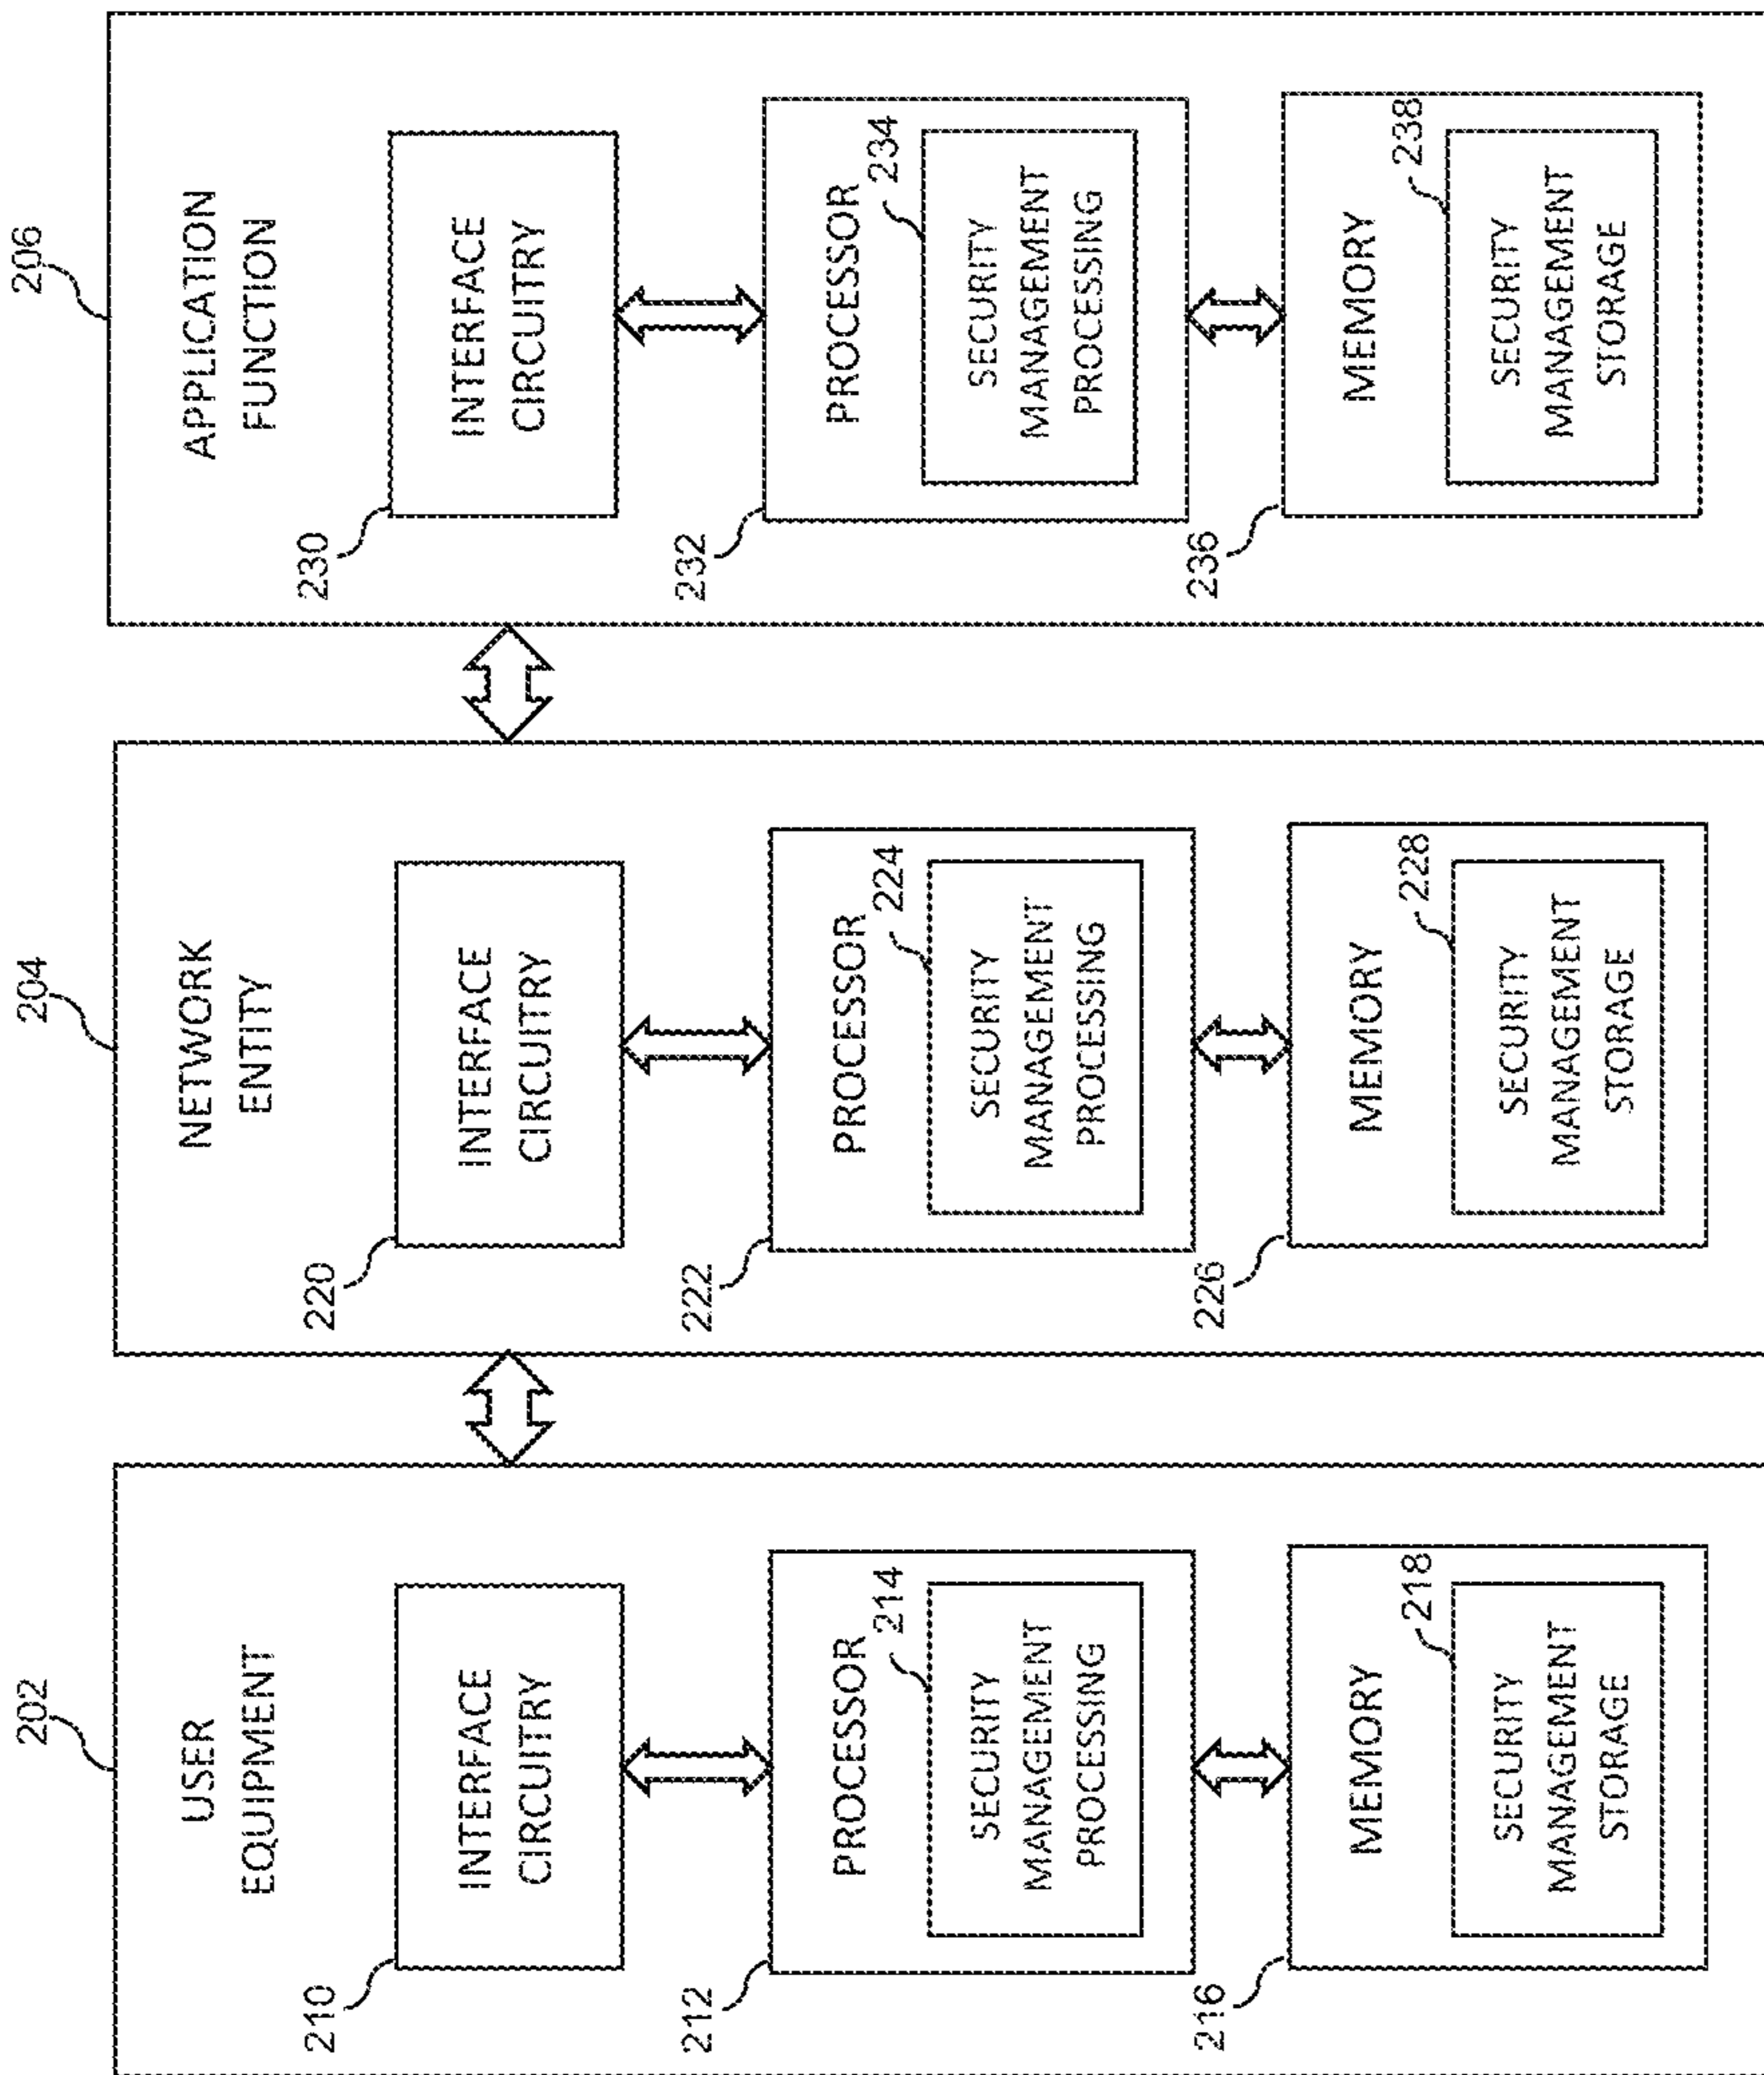 202
USER
EQUIPMENT
210
INTERFACE
CIRCUITRY
212
PROCESSOR
214
SECURITY
MANAGEMENT
PROCESSING
216
MEMORY
218
SECURITY
MANAGEMENT
STORAGE
204
NETWORK
ENTITY
220
INTERFACE
CIRCUITRY
222
PROCESSOR
224
SECURITY
MANAGEMENT
PROCESSING
226
MEMORY
228
SECURITY
MANAGEMENT
STORAGE
206
APPLICATION
FUNCTION
230
INTERFACE
CIRCUITRY
232
PROCESSOR
234
SECURITY
MANAGEMENT
PROCESSING
236
MEMORY
238
SECURITY
MANAGEMENT
STORAGE